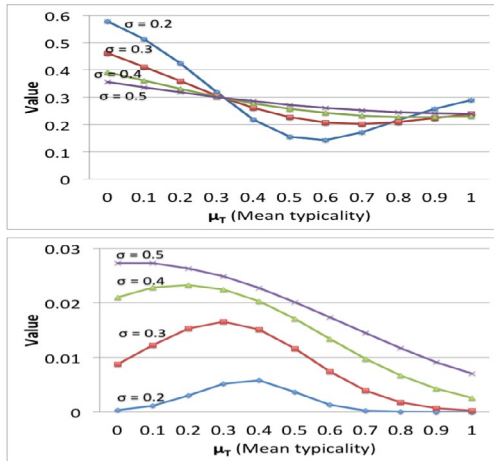 0.6
σ = 0.2
0.5
σ = 0.3
0.4
σ = 0.4
0.3
σ = 0.5
0.2
0.1
0
Value
0 0.1 0.2 0.3 0.4 0.5 0.6 0.7 0.8 0.9 1
μT (Mean typicality)
0.03
σ = 0.5
σ = 0.4
0.02
σ = 0.3
0.01
σ = 0.2
0
Value
0 0.1 0.2 0.3 0.4 0.5 0.6 0.7 0.8 0.9 1
μT (Mean typicality)